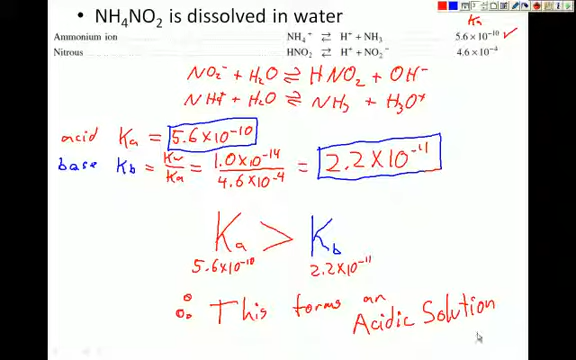 • NH₄NO₂ is dissolved in water
Ka
Ammonium ion NH₄⁺ ⇄ H⁺ + NH₃ 5.6 × 10⁻¹⁰ ✓
Nitrous HNO₂ ⇄ H⁺ + NO₂⁻ 4.6 × 10⁻⁴
NO₂⁻ + H₂O ⇌ HNO₂ + OH⁻
NH₄⁺ + H₂O ⇌ NH₃ + H₃O⁺
acid Ka = 5.6×10⁻¹⁰
base Kb = Kw/Ka = 1.0×10⁻¹⁴/4.6×10⁻⁴ = 2.2×10⁻¹¹
Ka > Kb
5.6×10⁻¹⁰ 2.2×10⁻¹¹
∴ This forms an
Acidic Solution